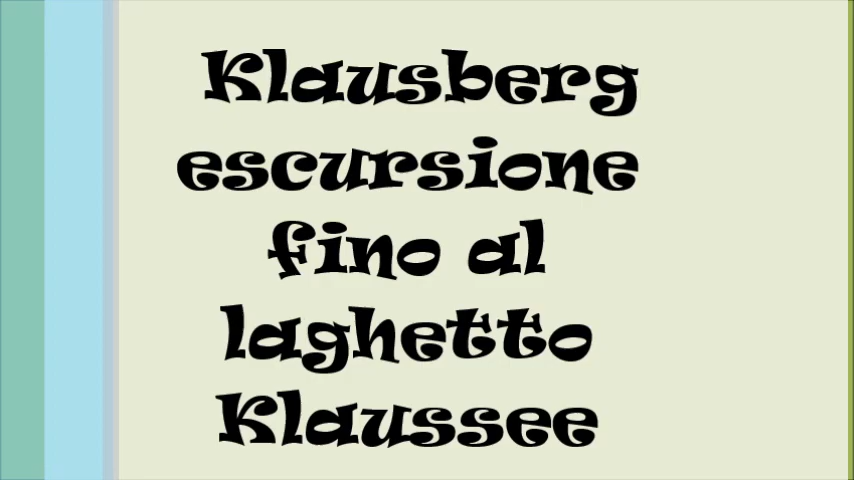 Klausberg
escursione
fino al
laghetto
Klaussee